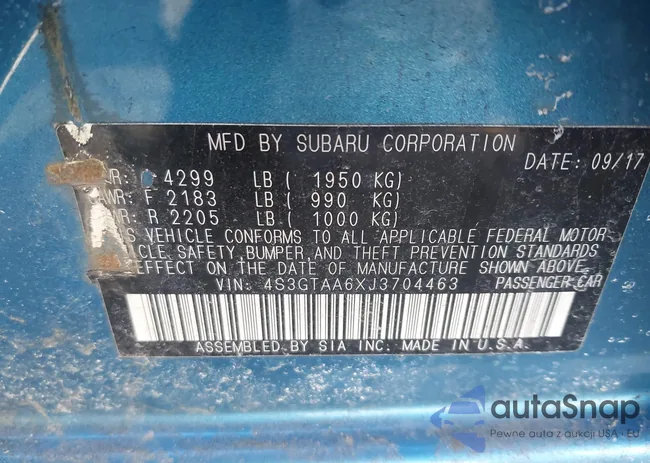 MFD BY SUBARU CORPORATION
DATE: 09/17
4299 LB ( 1950 KG)
F 2183 LB ( 990 KG)
R 2205 LB ( 1000 KG)
VEHICLE CONFORMS TO ALL APPLICABLE FEDERAL MOTOR
SAFETY, BUMPER, AND THEFT PREVENTION STANDARDS
EFFECT ON THE DATE OF MANUFACTURE SHOWN ABOVE.
VIN: 4S3GTAA6XJ3704463 PASSENGER CAR
ASSEMBLED BY SIA INC. MADE IN U.S.A.
autaSnap
Pewne auta z aukcji USA · EU